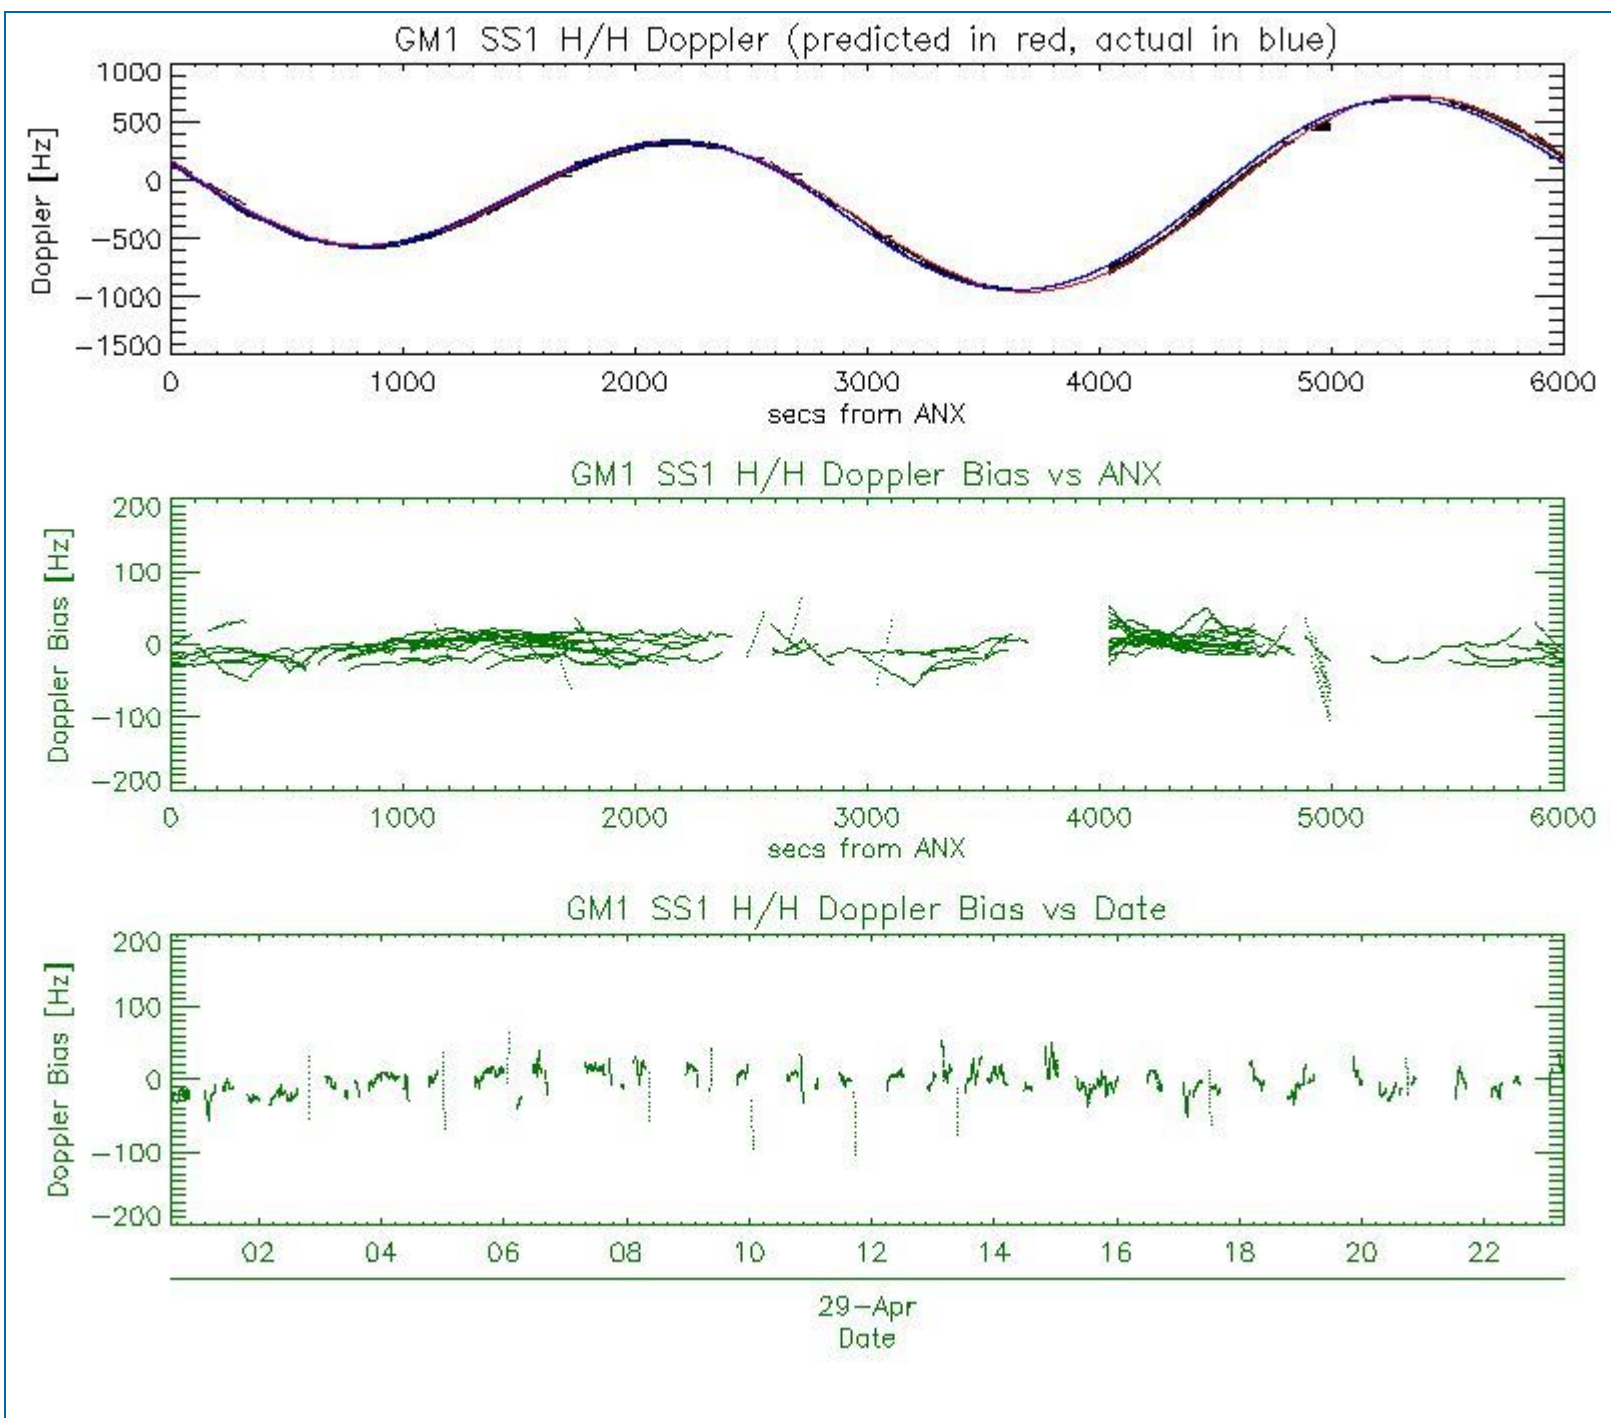 GM1 SS1 H/H Doppler (predicted in red, actual in blue)
1000
500
0
-500
-1000
-1500
Doppler [Hz]
0 1000 2000 3000 4000 5000 6000
secs from ANX
GM1 SS1 H/H Doppler Bias vs ANX
200
100
0
-100
-200
Doppler Bias [Hz]
0 1000 2000 3000 4000 5000 6000
secs from ANX
GM1 SS1 H/H Doppler Bias vs Date
200
100
0
-100
-200
Doppler Bias [Hz]
02 04 06 08 10 12 14 16 18 20 22
29-Apr
Date